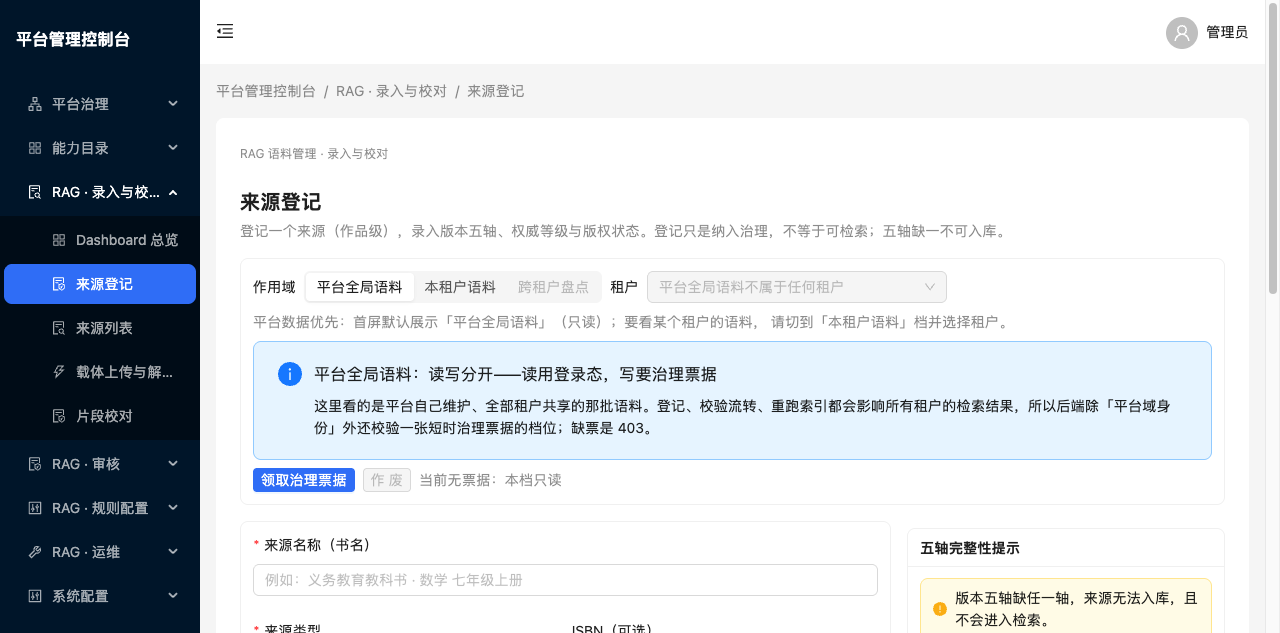 平台管理控制台
管理员
平台治理
能力目录
RAG · 录入与校...
Dashboard 总览
来源登记
来源列表
载体上传与解...
片段校对
RAG · 审核
RAG · 规则配置
RAG · 运维
系统配置
平台管理控制台 / RAG · 录入与校对 / 来源登记
RAG 语料管理 · 录入与校对
来源登记
登记一个来源（作品级），录入版本五轴、权威等级与版权状态。登记只是纳入治理，不等于可检索；五轴缺一不可入库。
作用域 平台全局语料 本租户语料 跨租户盘点 租户 平台全局语料不属于任何租户
平台数据优先：首屏默认展示「平台全局语料」（只读）；要看某个租户的语料， 请切到「本租户语料」档并选择租户。
平台全局语料：读写分开——读用登录态，写要治理票据
这里看的是平台自己维护、全部租户共享的那批语料。登记、校验流转、重跑索引都会影响所有租户的检索结果，所以后端除「平台域身
份」外还校验一张短时治理票据的档位；缺票是 403。
领取治理票据 作 废 当前无票据：本档只读
* 来源名称（书名）
例如：义务教育教科书 · 数学 七年级上册
* 来源类型 ISBN（可选）
五轴完整性提示
版本五轴缺任一轴，来源无法入库，且
不会进入检索。